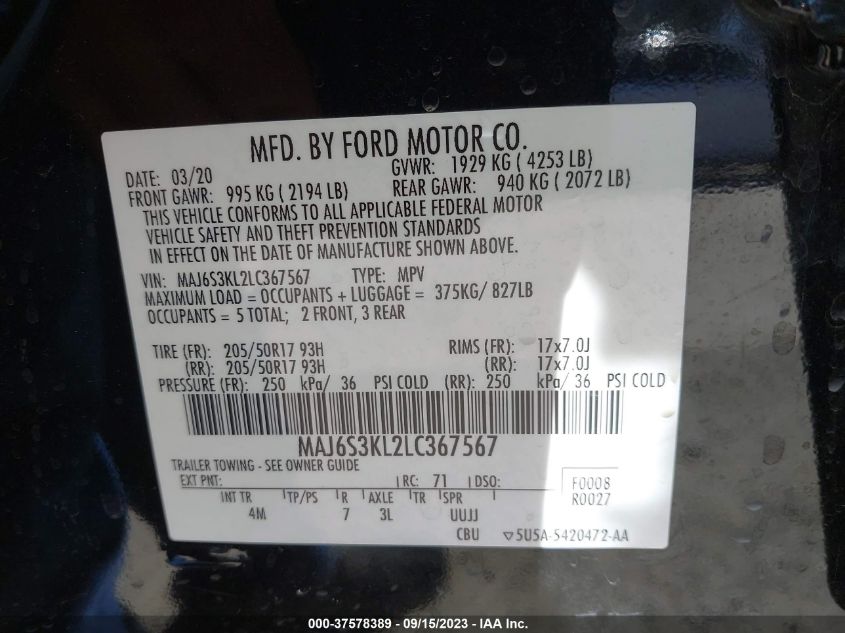 MFD. BY FORD MOTOR CO.
DATE: 03/20 GVWR: 1929 KG ( 4253 LB)
FRONT GAWR: 995 KG ( 2194 LB) REAR GAWR: 940 KG ( 2072 LB)
THIS VEHICLE CONFORMS TO ALL APPLICABLE FEDERAL MOTOR
VEHICLE SAFETY AND THEFT PREVENTION STANDARDS
IN EFFECT ON THE DATE OF MANUFACTURE SHOWN ABOVE.
VIN: MAJ6S3KL2LC367567 TYPE: MPV
MAXIMUM LOAD = OCCUPANTS + LUGGAGE = 375KG/ 827LB
OCCUPANTS = 5 TOTAL; 2 FRONT, 3 REAR
TIRE (FR): 205/50R17 93H RIMS (FR): 17x7.0J
(RR): 205/50R17 93H (RR): 17x7.0J
PRESSURE (FR): 250 kPa/ 36 PSI COLD (RR): 250 kPa/ 36 PSI COLD
MAJ6S3KL2LC367567
TRAILER TOWING - SEE OWNER GUIDE
EXT PNT: RC: 71 DSO: F0008
R0027
INT TR TP/PS R AXLE TR SPR
4M 7 3L UUJJ
CBU ▽5U5A-5420472-AA
000-37578389 - 09/15/2023 - IAA Inc.